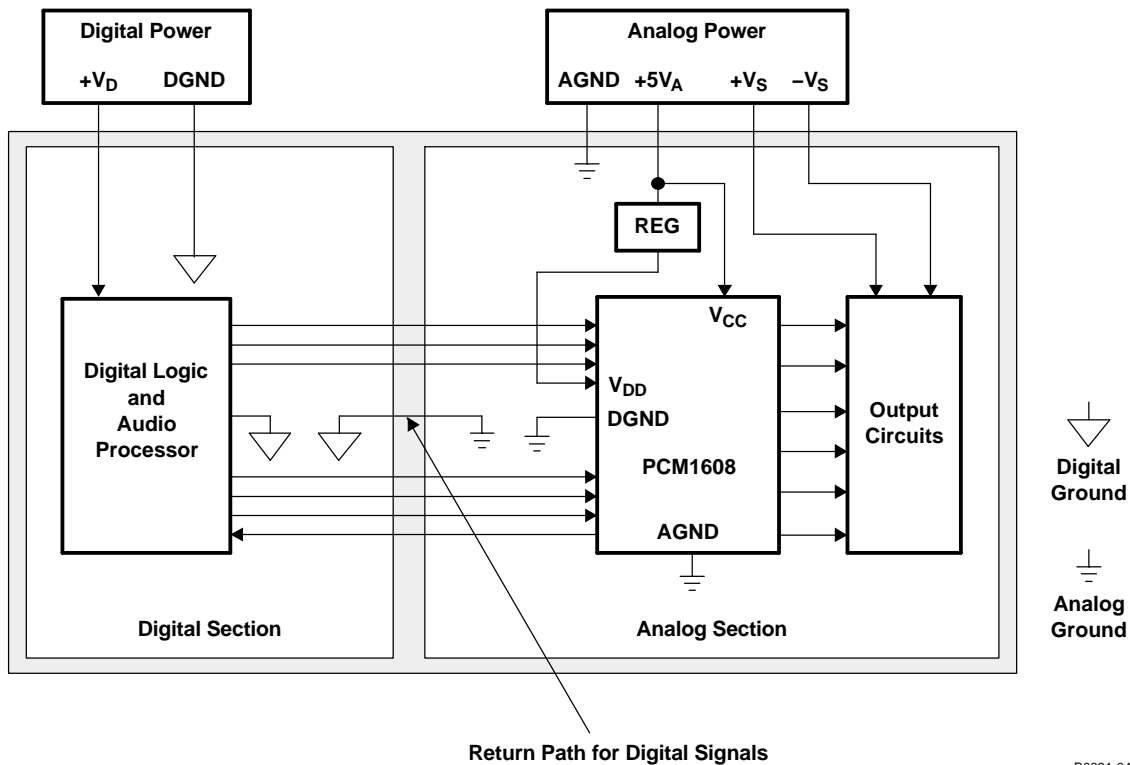 Digital Power
+VD DGND
Analog Power
AGND +5VA +VS –VS
REG
VCC
VDD
DGND
PCM1608
AGND
Digital Logic
and
Audio
Processor
Output
Circuits
Digital
Ground
Analog
Ground
Digital Section
Analog Section
Return Path for Digital Signals